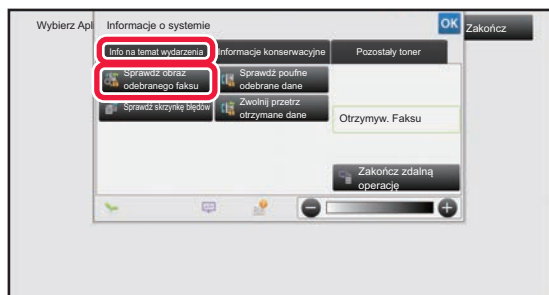 Wybierz Apl
Informacje o systemie
OK
Zakończ
Info na temat wydarzenia
Informacje konserwacyjne
Pozostały toner
Sprawdź obraz
odebranego faksu
Sprawdź poufne
odebrane dane
Sprawdź skrzynkę błędów
Zwolnij przetrz
otrzymane dane
Otrzymyw. Faksu
Zakończ zdalną
operację